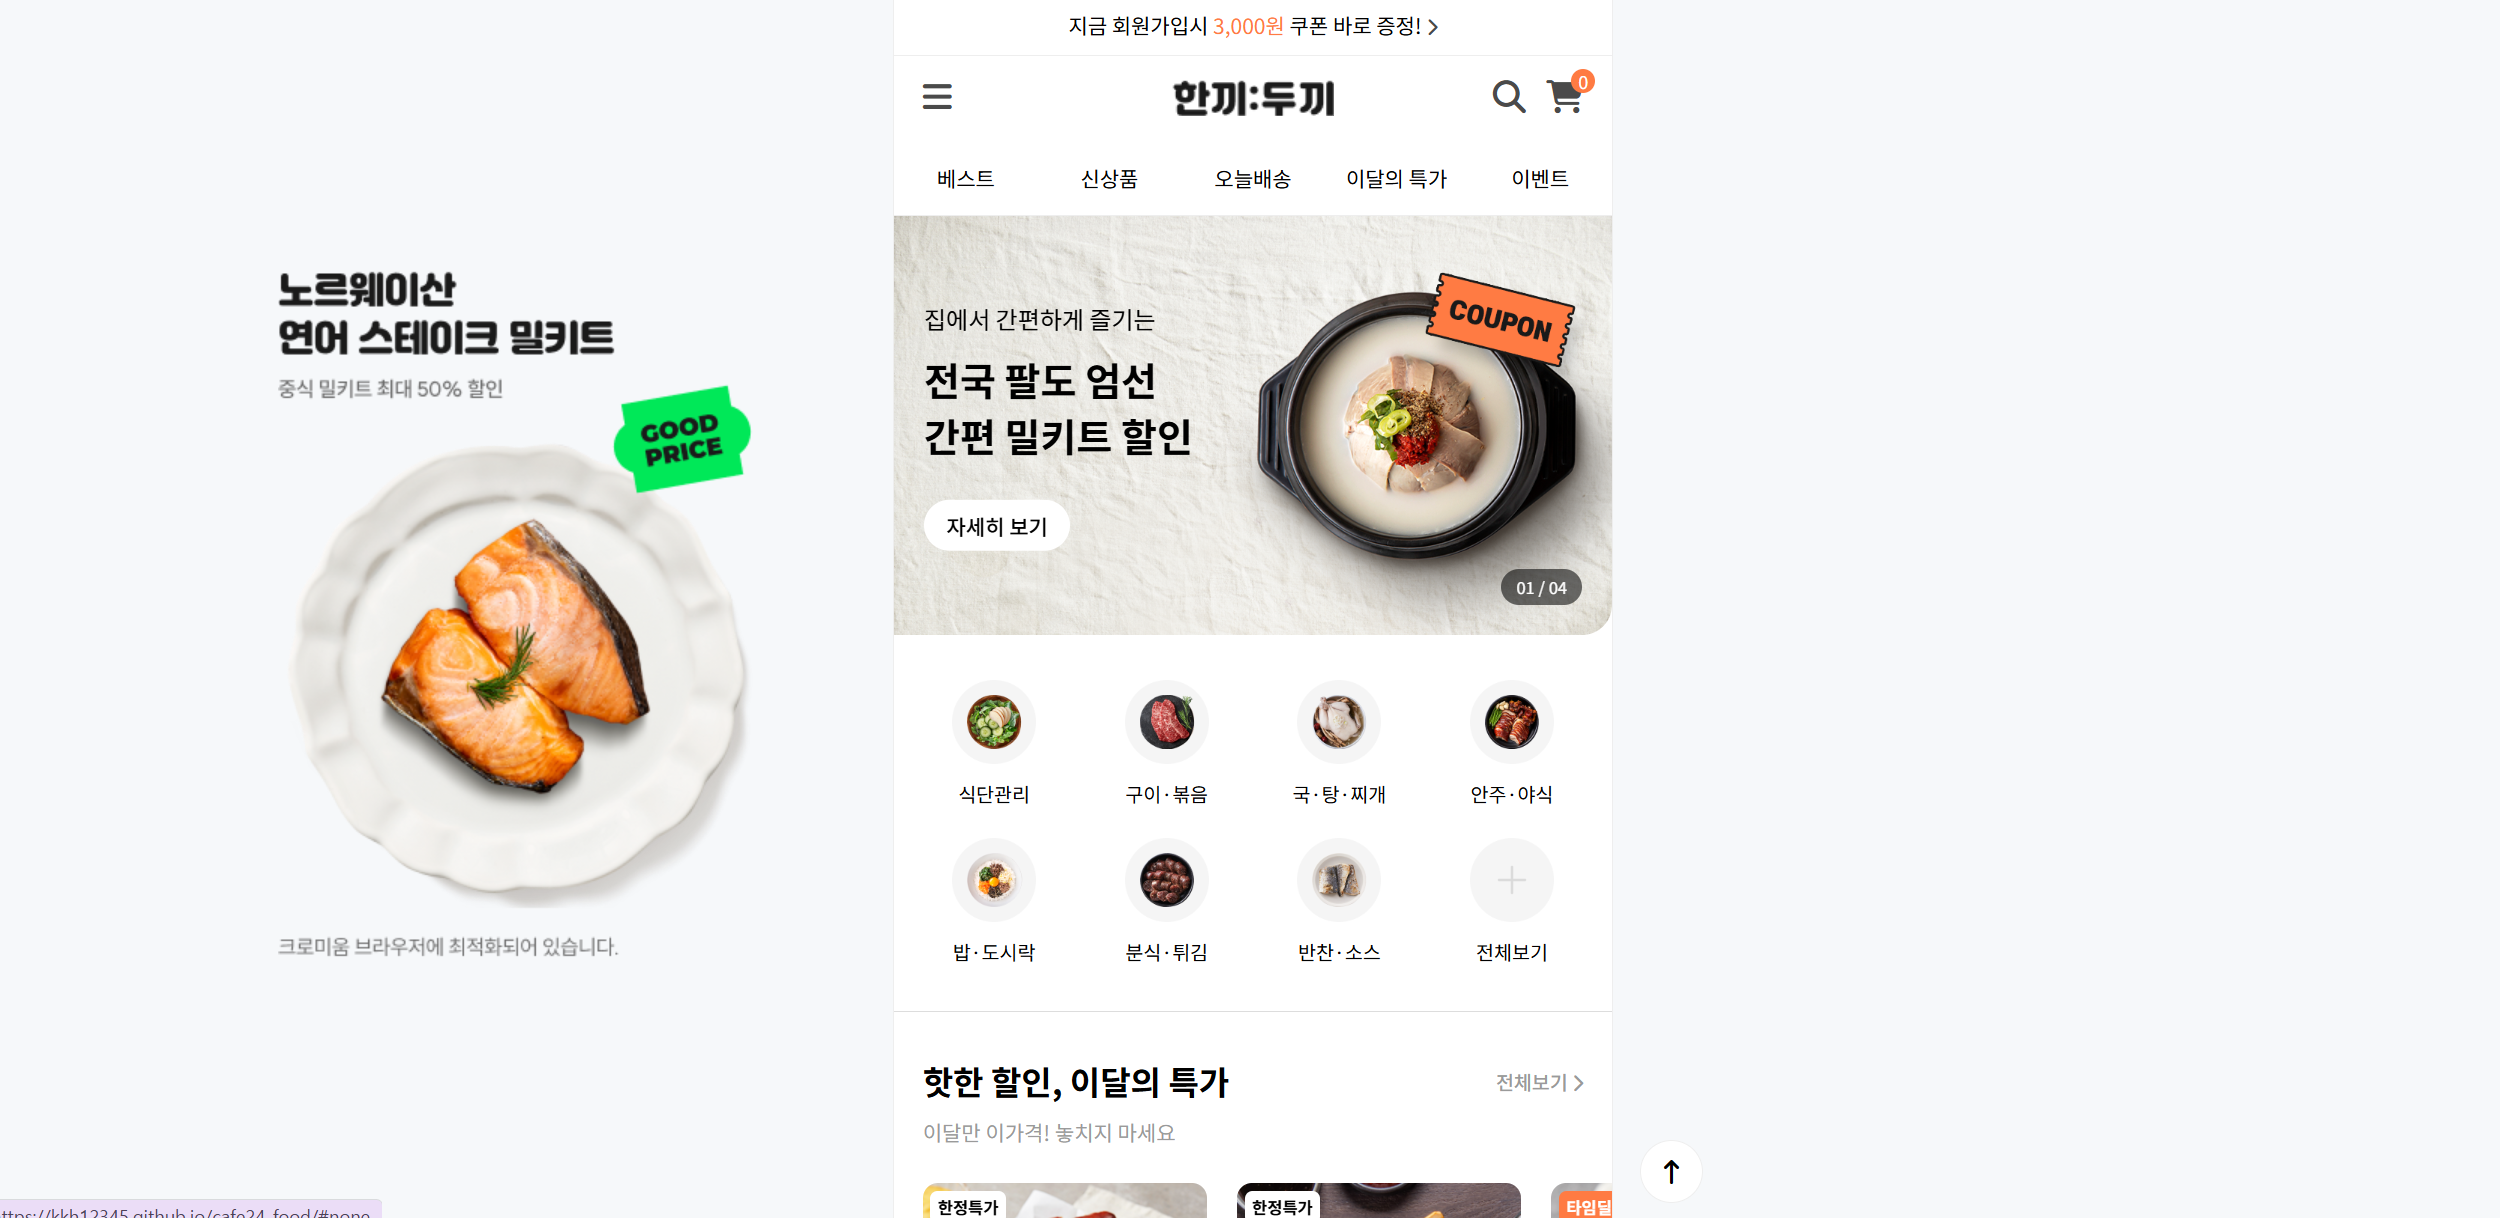 지금 회원가입시 3,000원 쿠폰 바로 증정!
한끼:두끼
0
베스트 신상품 오늘배송 이달의 특가 이벤트
노르웨이산
연어 스테이크 밀키트
중식 밀키트 최대 50% 할인
GOOD
PRICE
크로미움 브라우저에 최적화되어 있습니다.
집에서 간편하게 즐기는
전국 팔도 엄선
간편 밀키트 할인
자세히 보기
COUPON
01 / 04
식단관리 구이·볶음 국·탕·찌개 안주·야식
밥·도시락 분식·튀김 반찬·소스 전체보기
핫한 할인, 이달의 특가
전체보기
이달만 이가격! 놓치지 마세요
한정특가 한정특가 타임딜
ttps://kkh12345.github.io/cafe24_food/#none